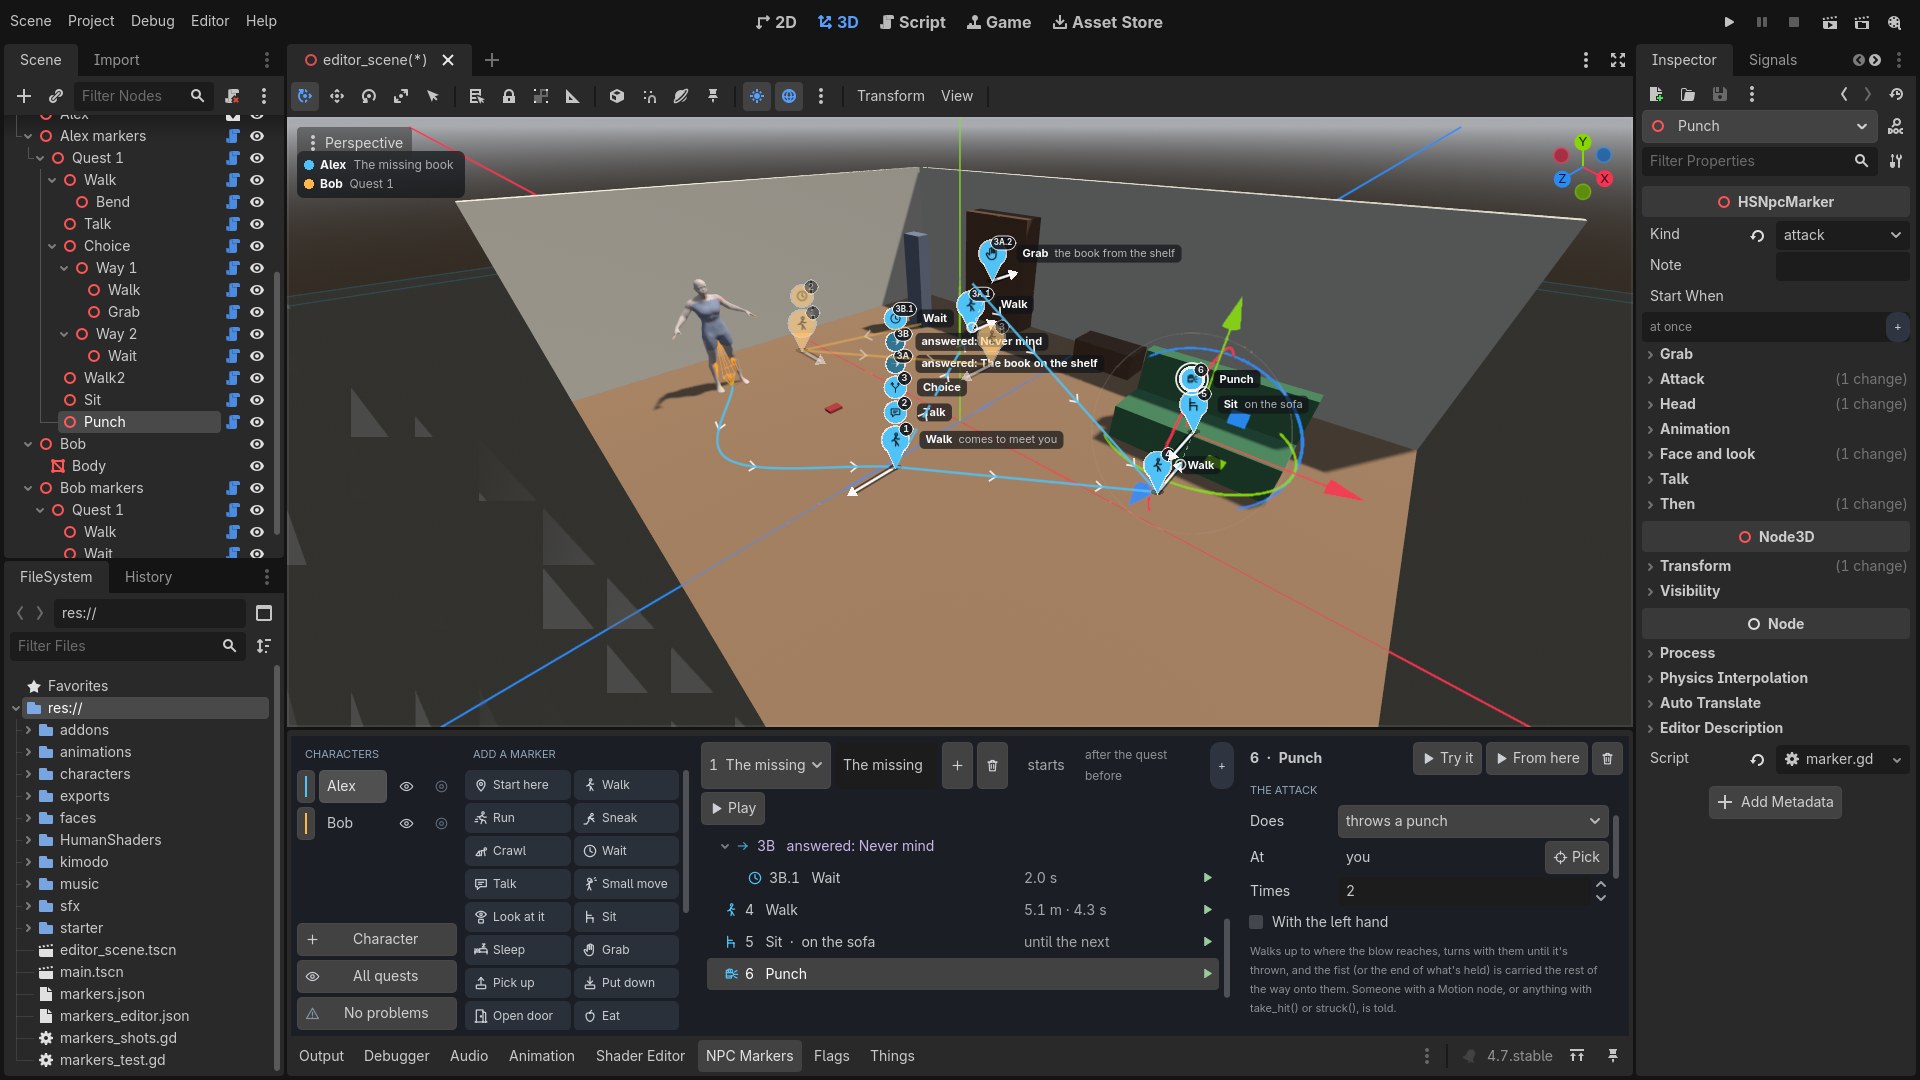 Scene Project Debug Editor Help
2D 3D Script Game Asset Store
Scene Import
Filter Nodes
Alex
Alex markers
Quest 1
Walk
Bend
Talk
Choice
Way 1
Walk
Grab
Way 2
Wait
Walk2
Sit
Punch
Bob
Body
Bob markers
Quest 1
Walk
Wait
FileSystem History
res://
Filter Files
Favorites
res://
addons
animations
characters
exports
faces
HumanShaders
kimodo
music
sfx
starter
editor_scene.tscn
main.tscn
markers.json
markers_editor.json
markers_shots.gd
markers_test.gd
editor_scene(*)
Transform View
Perspective
Alex The missing book
Bob Quest 1
Y
Z X
3A.2
Grab the book from the shelf
3A.1
Walk
3B.1
Wait
3B
answered: Never mind
3A
answered: The book on the shelf
3
Choice
2
Talk
1
Walk comes to meet you
6
Punch
5
Sit on the sofa
4
Walk
CHARACTERS
Alex
Bob
Character
All quests
No problems
ADD A MARKER
Start here Walk
Run Sneak
Crawl Wait
Talk Small move
Look at it Sit
Sleep Grab
Pick up Put down
Open door Eat
1 The missing The missing + starts after the quest
before +
Play
3B answered: Never mind
3B.1 Wait 2.0 s
4 Walk 5.1 m · 4.3 s
5 Sit · on the sofa until the next
6 Punch
6 · Punch Try it From here
THE ATTACK
Does throws a punch
At you Pick
Times 2
With the left hand
Walks up to where the blow reaches, turns with them until it's
thrown, and the fist (or the end of what's held) is carried the rest of
the way onto them. Someone with a Motion node, or anything with
take_hit() or struck(), is told.
Output Debugger Audio Animation Shader Editor NPC Markers Flags Things
4.7.stable
Inspector Signals
Punch
Filter Properties
HSNpcMarker
Kind attack
Note
Start When
at once +
Grab
Attack (1 change)
Head (1 change)
Animation
Face and look (1 change)
Talk
Then (1 change)
Node3D
Transform (1 change)
Visibility
Node
Process
Physics Interpolation
Auto Translate
Editor Description
Script marker.gd
Add Metadata